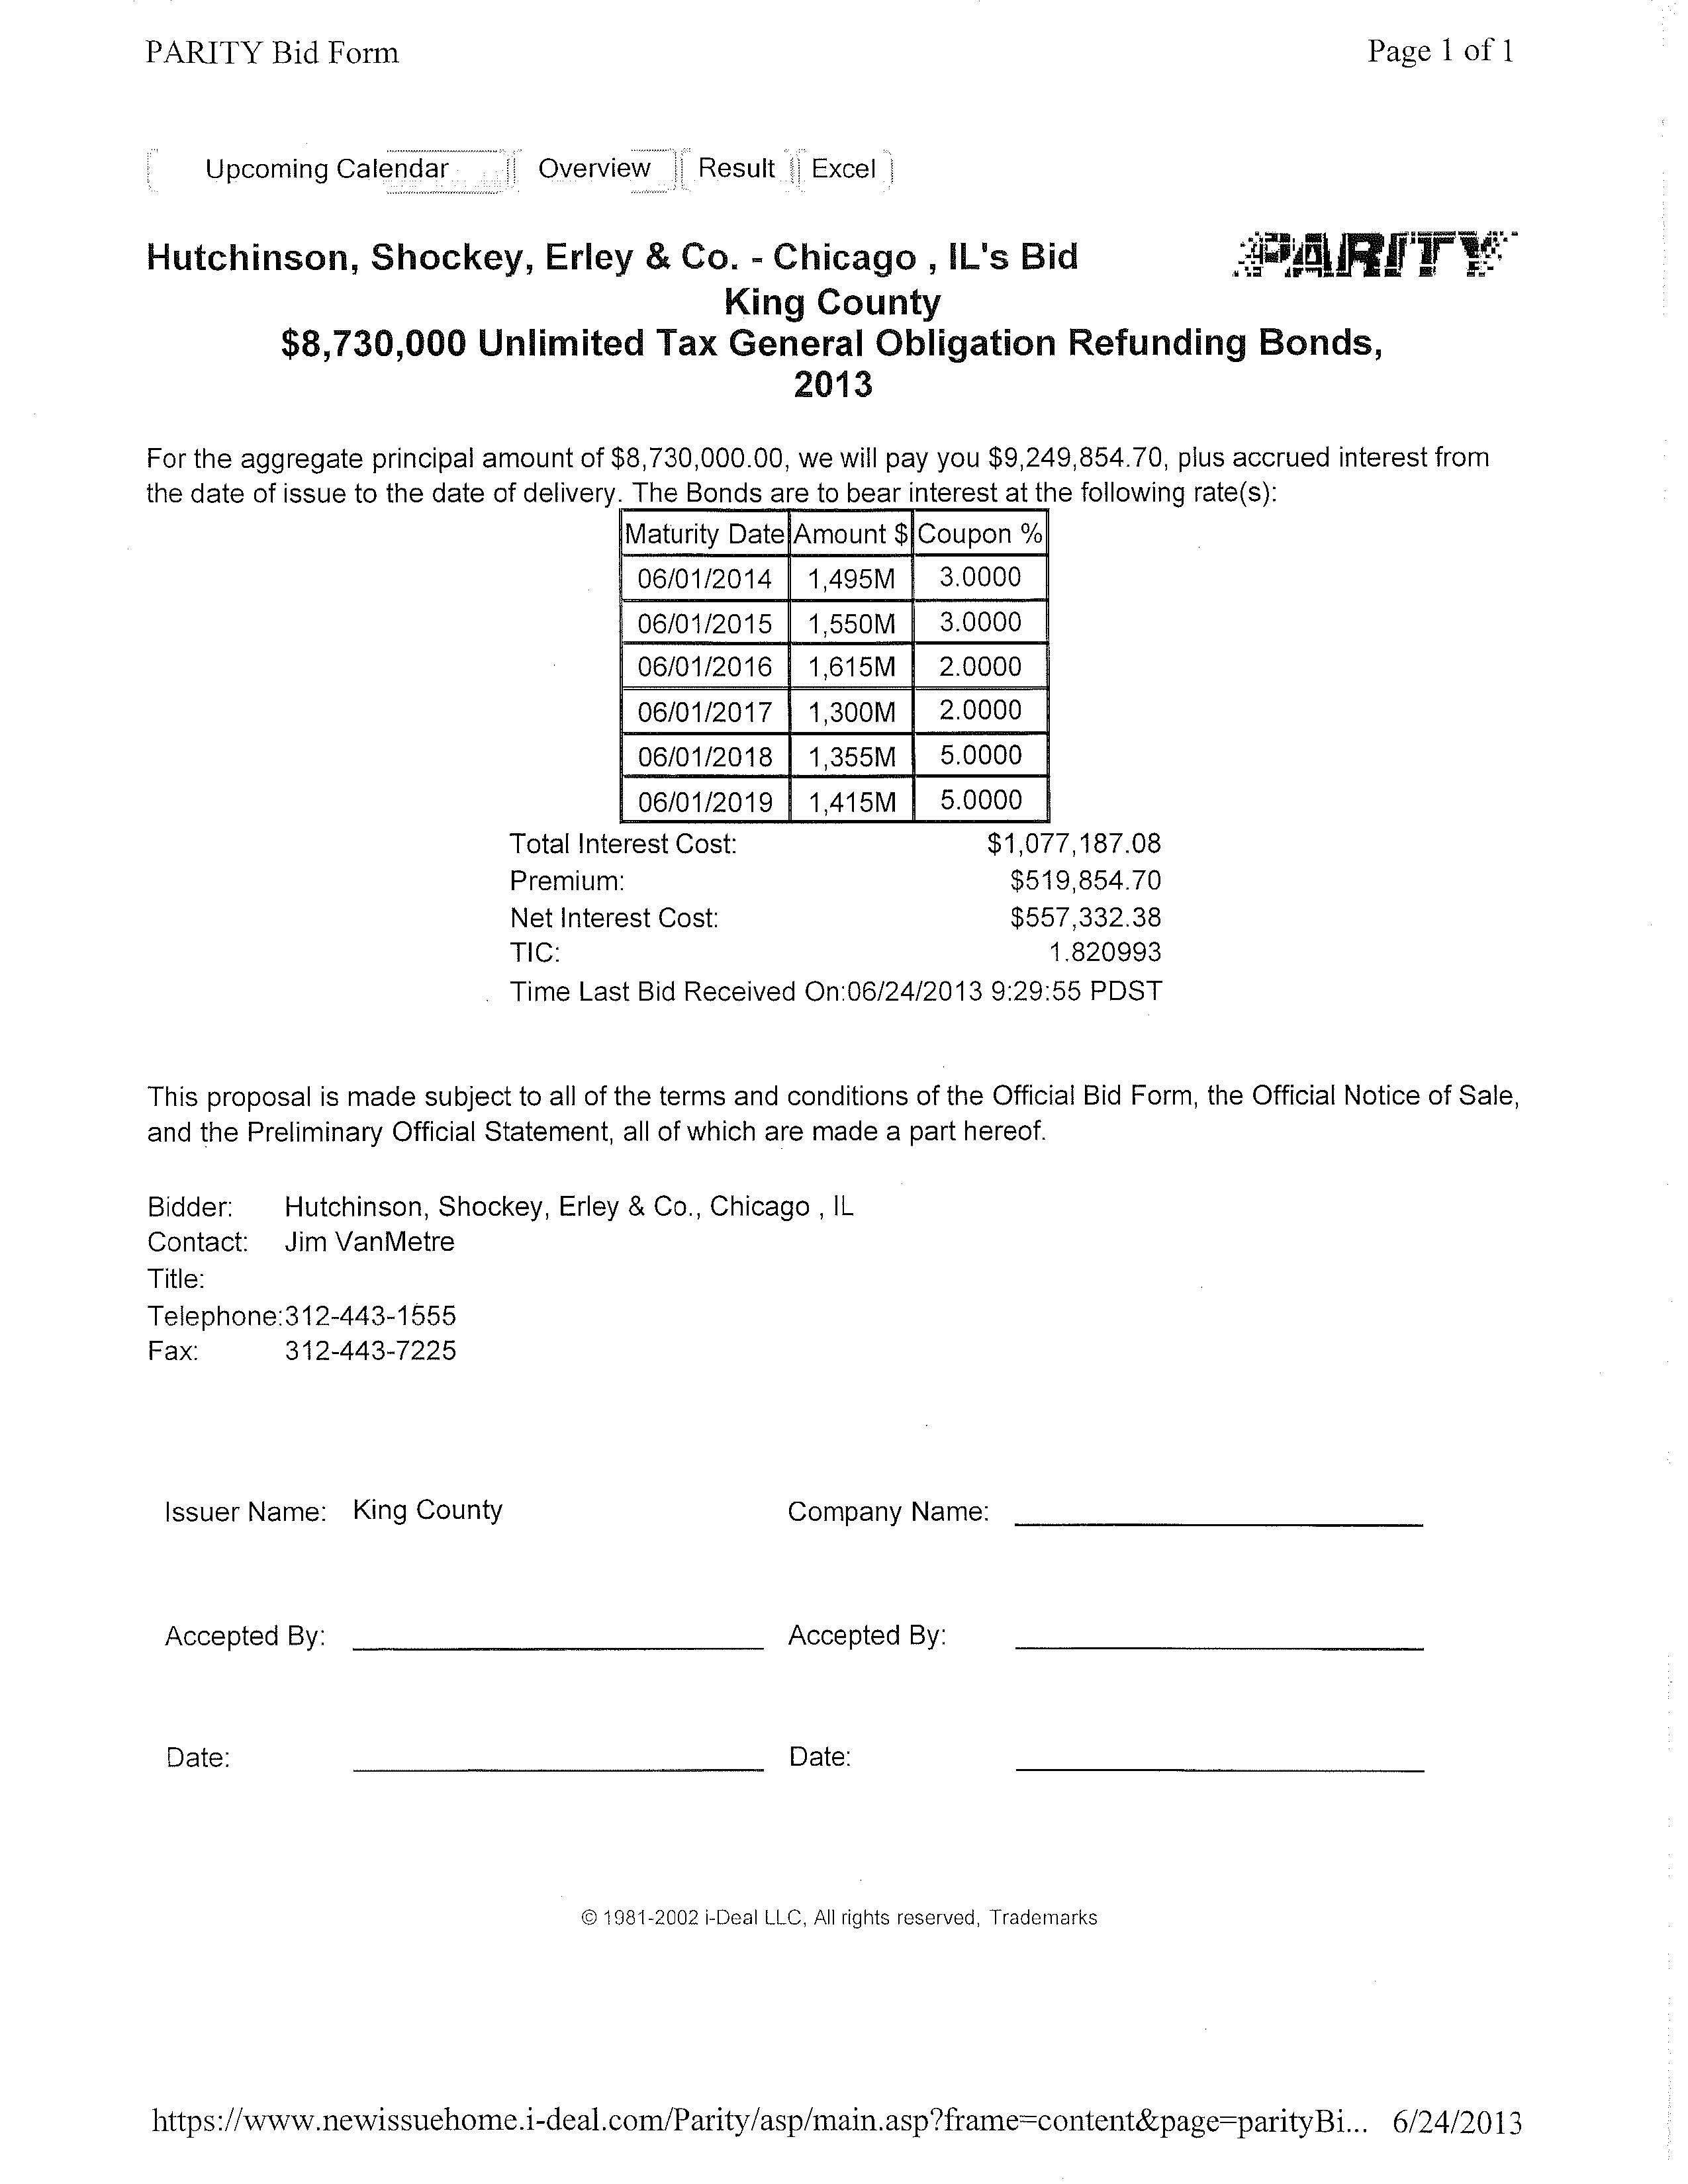 PARITY Bid Form Page 1 of 1
Upcoming Calendar Overview Result Excel
Hutchinson, Shockey, Erley & Co. - Chicago , IL's Bid PARITY
King County
$8,730,000 Unlimited Tax General Obligation Refunding Bonds,
2013
For the aggregate principal amount of $8,730,000.00, we will pay you $9,249,854.70, plus accrued interest from
the date of issue to the date of delivery. The Bonds are to bear interest at the following rate(s):
Maturity Date Amount $ Coupon %
06/01/2014 1,495M 3.0000
06/01/2015 1,550M 3.0000
06/01/2016 1,615M 2.0000
06/01/2017 1,300M 2.0000
06/01/2018 1,355M 5.0000
06/01/2019 1,415M 5.0000
Total Interest Cost: $1,077,187.08
Premium: $519,854.70
Net Interest Cost: $557,332.38
TIC: 1.820993
Time Last Bid Received On:06/24/2013 9:29:55 PDST
This proposal is made subject to all of the terms and conditions of the Official Bid Form, the Official Notice of Sale,
and the Preliminary Official Statement, all of which are made a part hereof.
Bidder: Hutchinson, Shockey, Erley & Co., Chicago , IL
Contact: Jim VanMetre
Title:
Telephone:312-443-1555
Fax: 312-443-7225
Issuer Name: King County Company Name:
Accepted By: Accepted By:
Date: Date:
© 1981-2002 i-Deal LLC, All rights reserved, Trademarks
https://www.newissuehome.i-deal.com/Parity/asp/main.asp?frame=content&page=parityBi... 6/24/2013